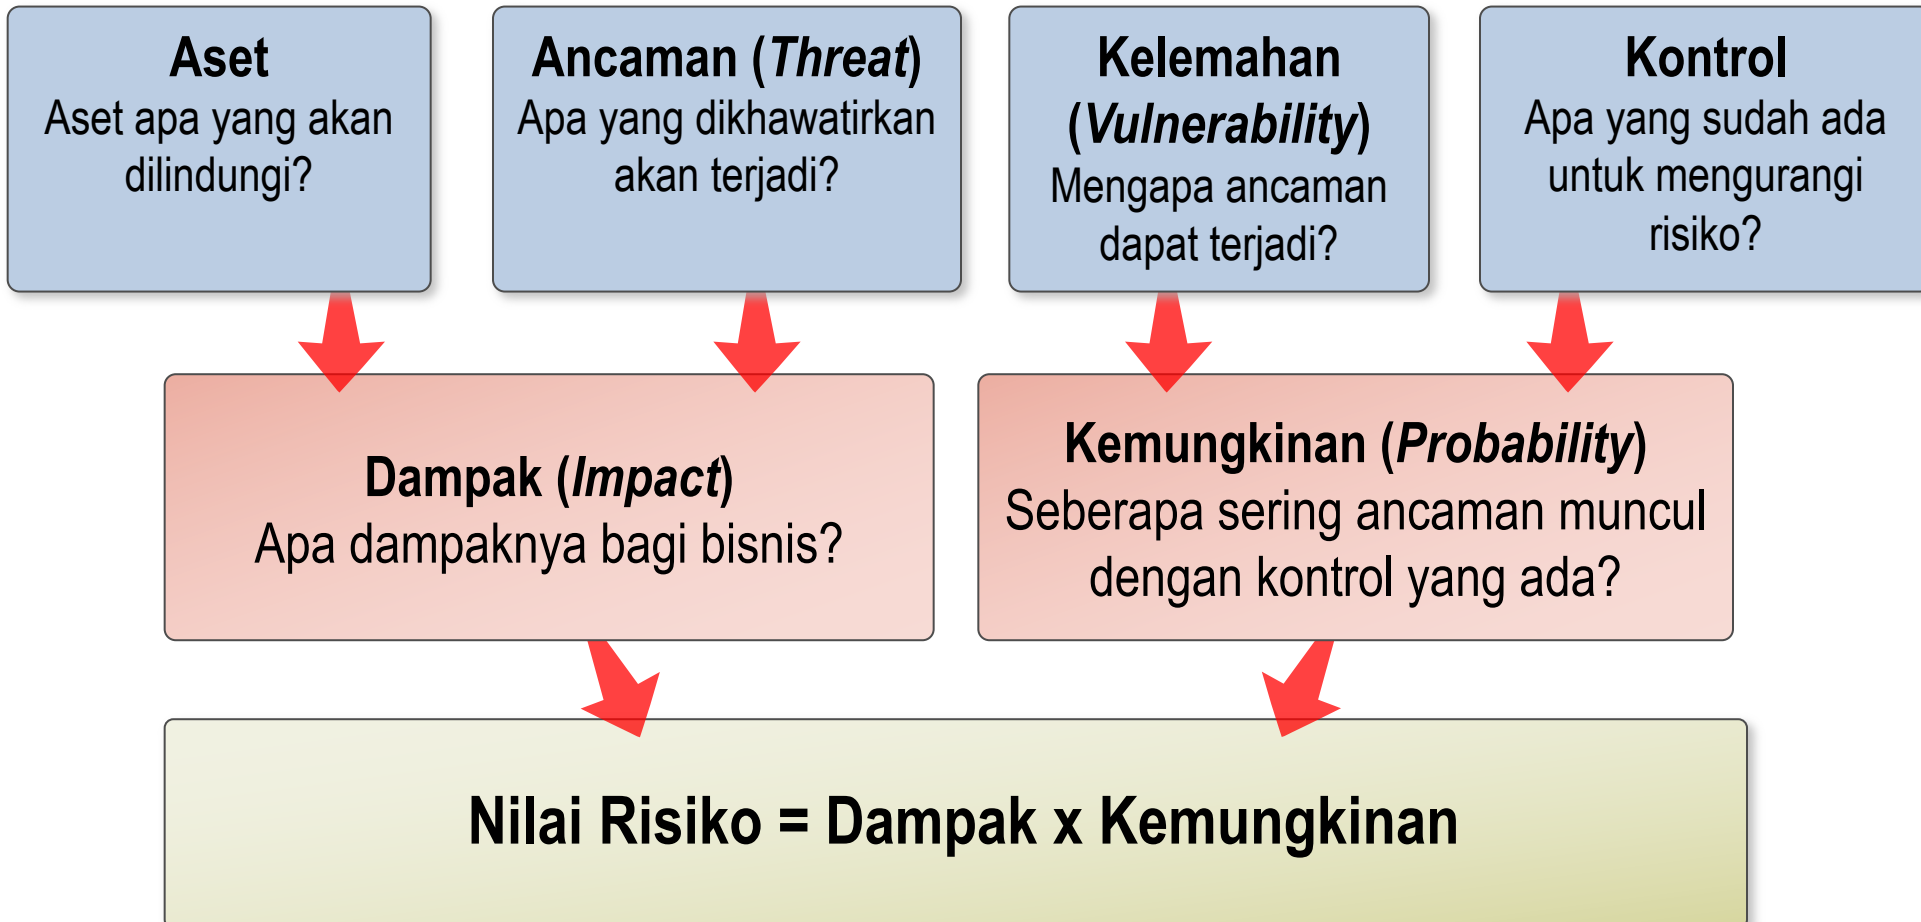 Aset
Aset apa yang akan
dilindungi?
Ancaman (Threat)
Apa yang dikhawatirkan
akan terjadi?
Kelemahan
(Vulnerability)
Mengapa ancaman
dapat terjadi?
Kontrol
Apa yang sudah ada
untuk mengurangi
risiko?
Dampak (Impact)
Apa dampaknya bagi bisnis?
Kemungkinan (Probability)
Seberapa sering ancaman muncul
dengan kontrol yang ada?
Nilai Risiko = Dampak x Kemungkinan